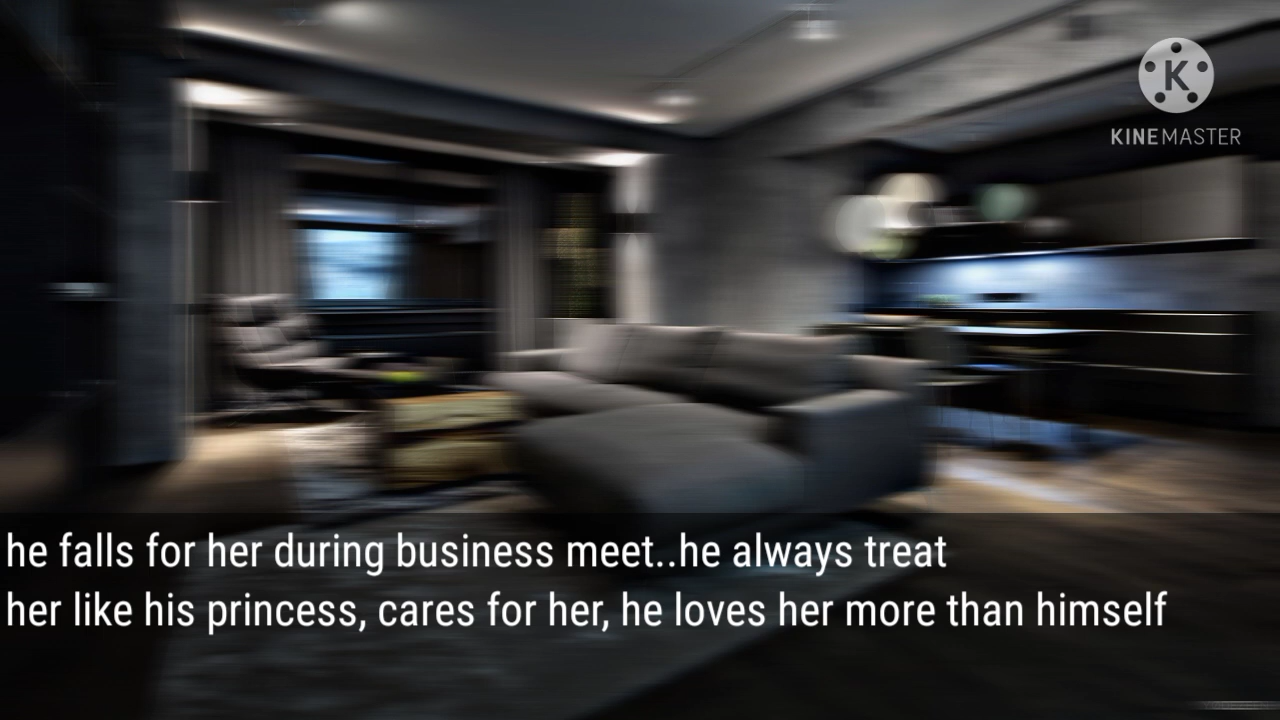 KINEMASTER
he falls for her during business meet..he always treat
her like his princess, cares for her, he loves her more than himself